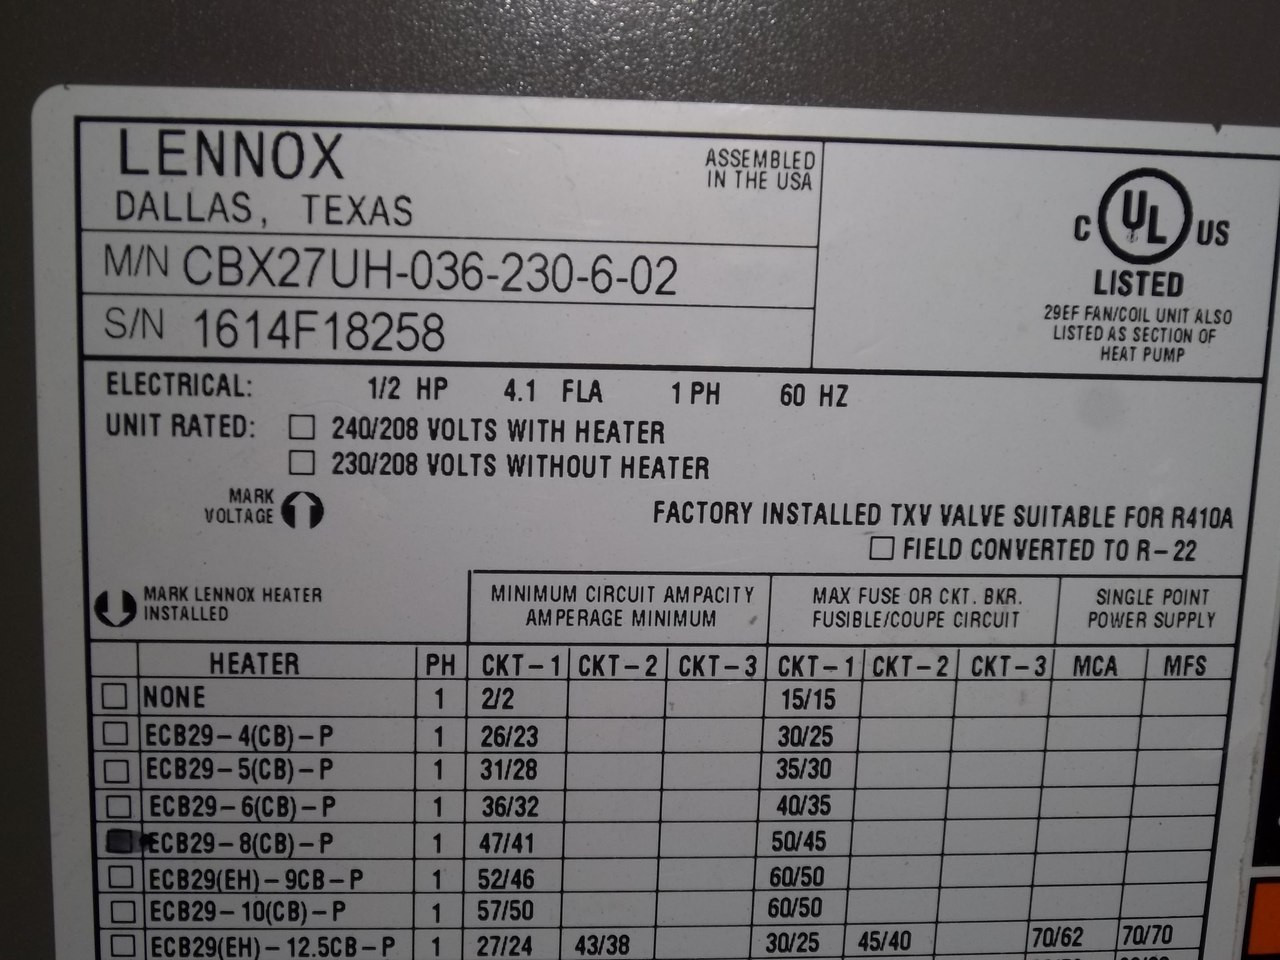 LENNOX
DALLAS, TEXAS
ASSEMBLED
IN THE USA
M/N CBX27UH-036-230-6-02
S/N 1614F18258
C UL US
LISTED
29EF FAN/COIL UNIT ALSO
LISTED AS SECTION OF
HEAT PUMP
ELECTRICAL: 1/2 HP 4.1 FLA 1 PH 60 HZ
UNIT RATED: ☐ 240/208 VOLTS WITH HEATER
☐ 230/208 VOLTS WITHOUT HEATER
MARK
VOLTAGE
FACTORY INSTALLED TXV VALVE SUITABLE FOR R410A
☐ FIELD CONVERTED TO R-22
MARK LENNOX HEATER
INSTALLED
MINIMUM CIRCUIT AMPACITY
AMPERAGE MINIMUM
MAX FUSE OR CKT. BKR.
FUSIBLE/COUPE CIRCUIT
SINGLE POINT
POWER SUPPLY
HEATER PH CKT-1 CKT-2 CKT-3 CKT-1 CKT-2 CKT-3 MCA MFS
☐ NONE 1 2/2 15/15
☐ ECB29-4(CB)-P 1 26/23 30/25
☐ ECB29-5(CB)-P 1 31/28 35/30
☐ ECB29-6(CB)-P 1 36/32 40/35
■ ECB29-8(CB)-P 1 47/41 50/45
☐ ECB29(EH)-9CB-P 1 52/46 60/50
☐ ECB29-10(CB)-P 1 57/50 60/50
☐ ECB29(EH)-12.5CB-P 1 27/24 43/38 30/25 45/40 70/62 70/70